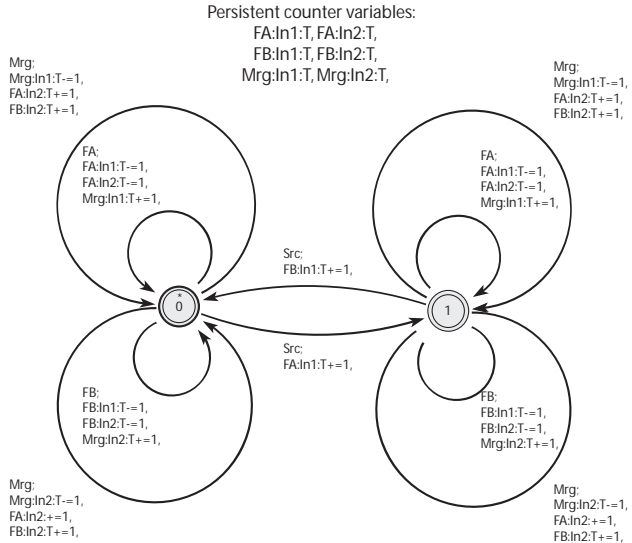 Persistent counter variables:
FA:In1:T, FA:In2:T,
FB:In1:T, FB:In2:T,
Mrg:In1:T, Mrg:In2:T,
Mrg;
Mrg:In1:T-=1,
FA:In2:T+=1,
FB:In2:T+=1,
Mrg;
Mrg:In1:T-=1,
FA:In2:T+=1,
FB:In2:T+=1,
FA;
FA:In1:T-=1,
FA:In2:T-=1,
Mrg:In1:T+=1,
FA;
FA:In1:T-=1,
FA:In2:T-=1,
Mrg:In1:T+=1,
Src;
FB:In1:T+=1,
*
0
1
Src;
FA:In1:T+=1,
FB;
FB:In1:T-=1,
FB:In2:T-=1,
Mrg:In2:T+=1,
FB;
FB:In1:T-=1,
FB:In2:T-=1,
Mrg:In2:T+=1,
Mrg;
Mrg:In2:T-=1,
FA:In2:+=1,
FB:In2:T+=1,
Mrg;
Mrg:In2:T-=1,
FA:In2:+=1,
FB:In2:T+=1,